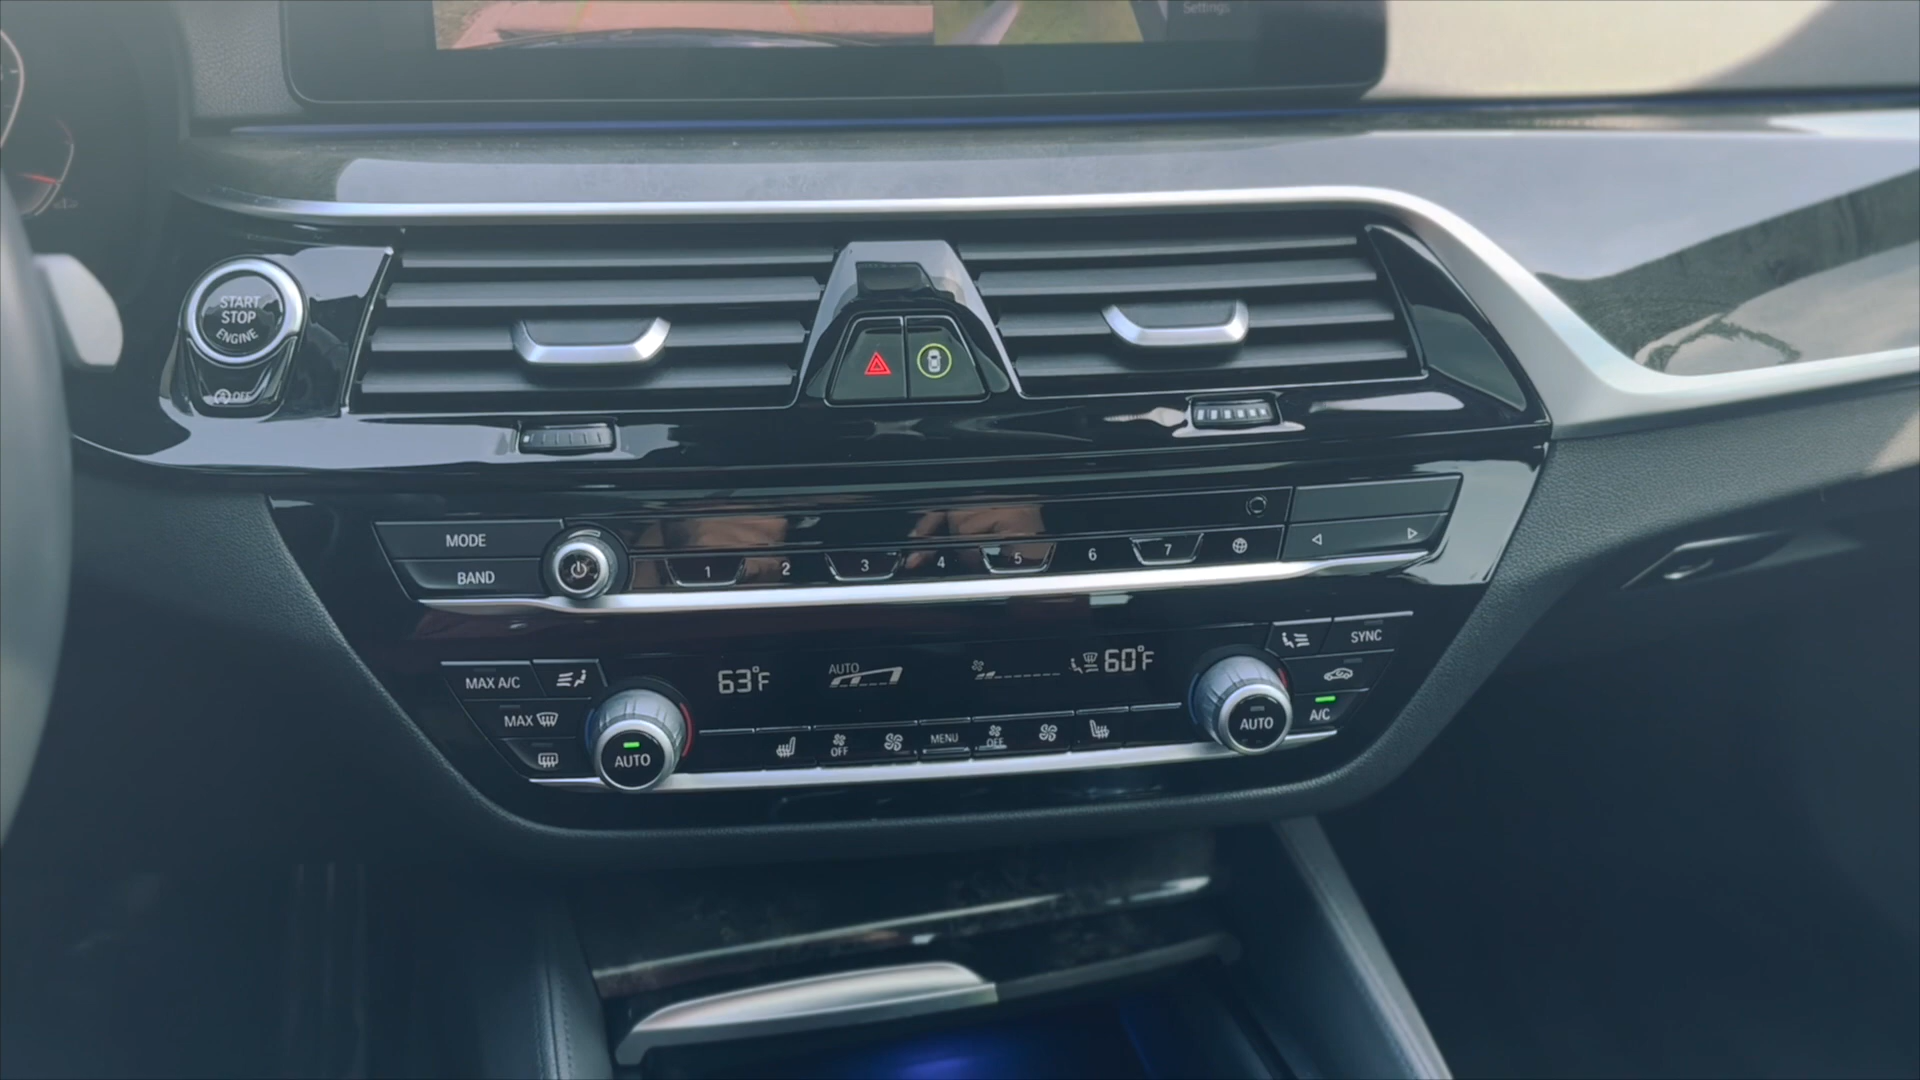 Settings
START
STOP
ENGINE
OFF
MODE
BAND
1 2 3 4 5 6 7
SYNC
MAX A/C
63°F
AUTO
60°F
MAX
A/C
AUTO
OFF
MENU
OFF
AUTO